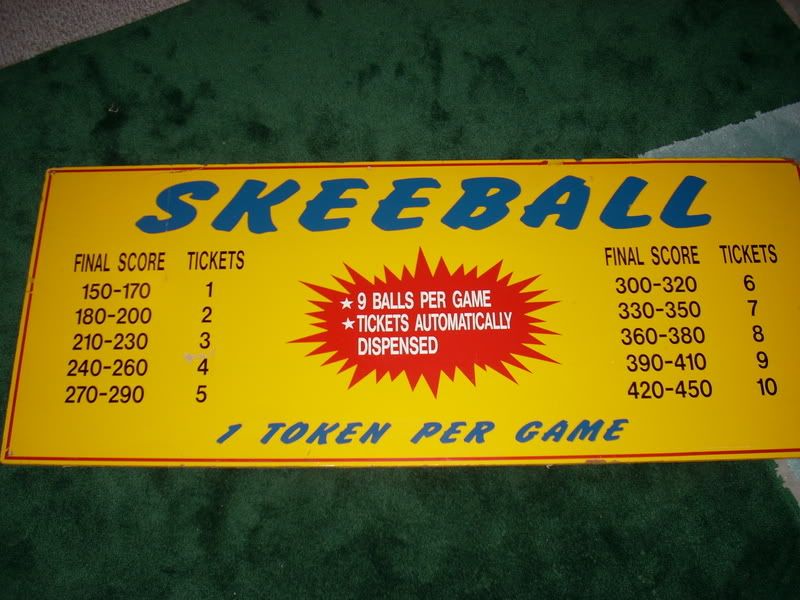 SKEEBALL
FINAL SCORE TICKETS
150-170 1
180-200 2
210-230 3
240-260 4
270-290 5
★ 9 BALLS PER GAME
★ TICKETS AUTOMATICALLY
DISPENSED
FINAL SCORE TICKETS
300-320 6
330-350 7
360-380 8
390-410 9
420-450 10
1 TOKEN PER GAME